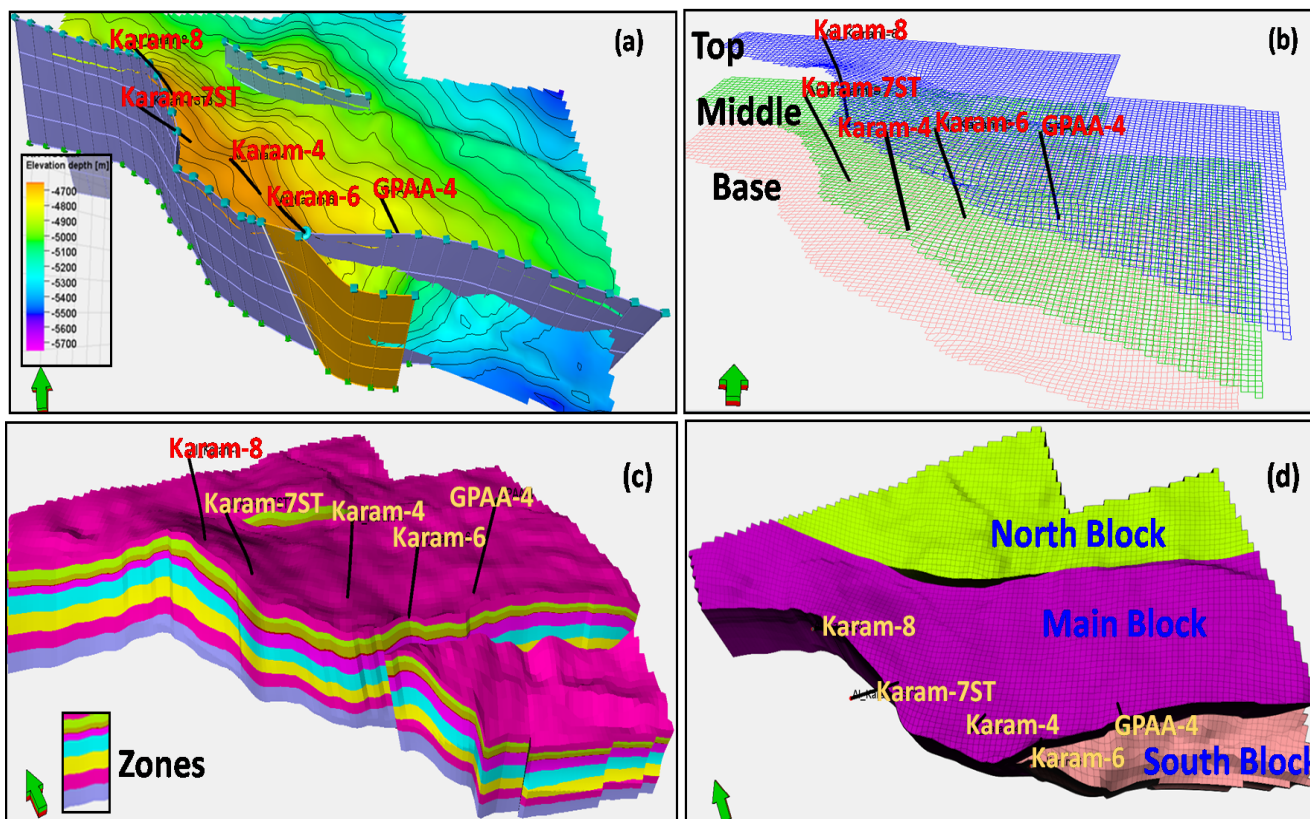 (a)
Karam-8
Karam-7ST
Karam-4
Karam-6
GPAA-4
Elevation depth [m]
-4700
-4800
-4900
-5000
-5100
-5200
-5300
-5400
-5500
-5600
-5700
(b)
Karam-8
Top
Karam-7ST
Middle
Karam-4
Karam-6
GPAA-4
Base
(c)
Karam-8
Karam-7ST
Karam-4
GPAA-4
Karam-6
Zones
(d)
North Block
Karam-8
Main Block
Karam-7ST
Karam-4
GPAA-4
Karam-6
South Block